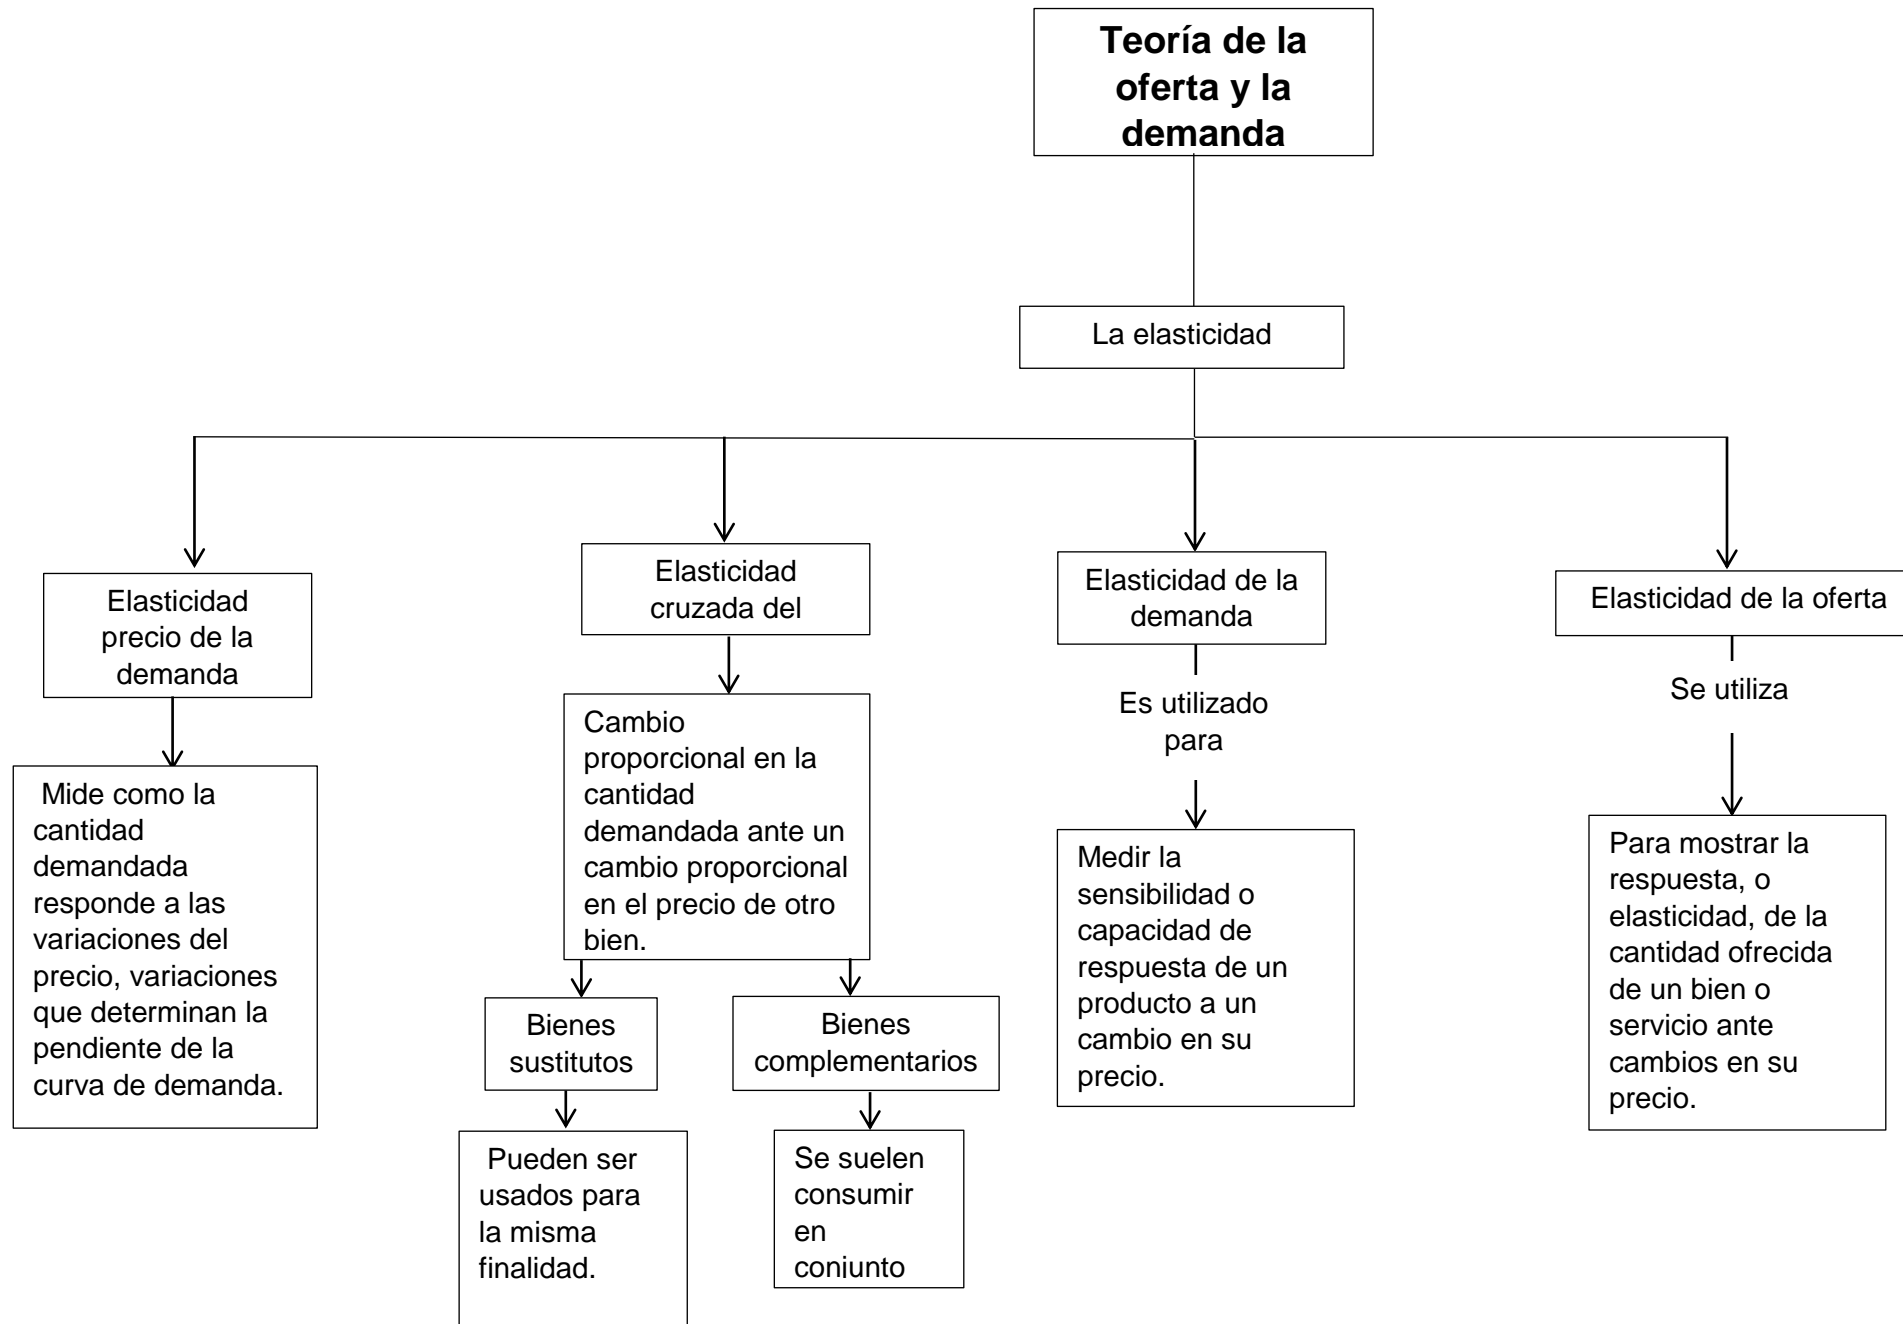 Teoría de la
oferta y la
demanda
La elasticidad
Elasticidad
precio de la
demanda
Mide como la
cantidad
demandada
responde a las
variaciones del
precio, variaciones
que determinan la
pendiente de la
curva de demanda.
Elasticidad
cruzada del
Cambio
proporcional en la
cantidad
demandada ante un
cambio proporcional
en el precio de otro
bien.
Bienes
sustitutos
Pueden ser
usados para
la misma
finalidad.
Bienes
complementarios
Se suelen
consumir
en
conjunto
Elasticidad de la
demanda
Es utilizado
para
Medir la
sensibilidad o
capacidad de
respuesta de un
producto a un
cambio en su
precio.
Elasticidad de la oferta
Se utiliza
Para mostrar la
respuesta, o
elasticidad, de la
cantidad ofrecida
de un bien o
servicio ante
cambios en su
precio.